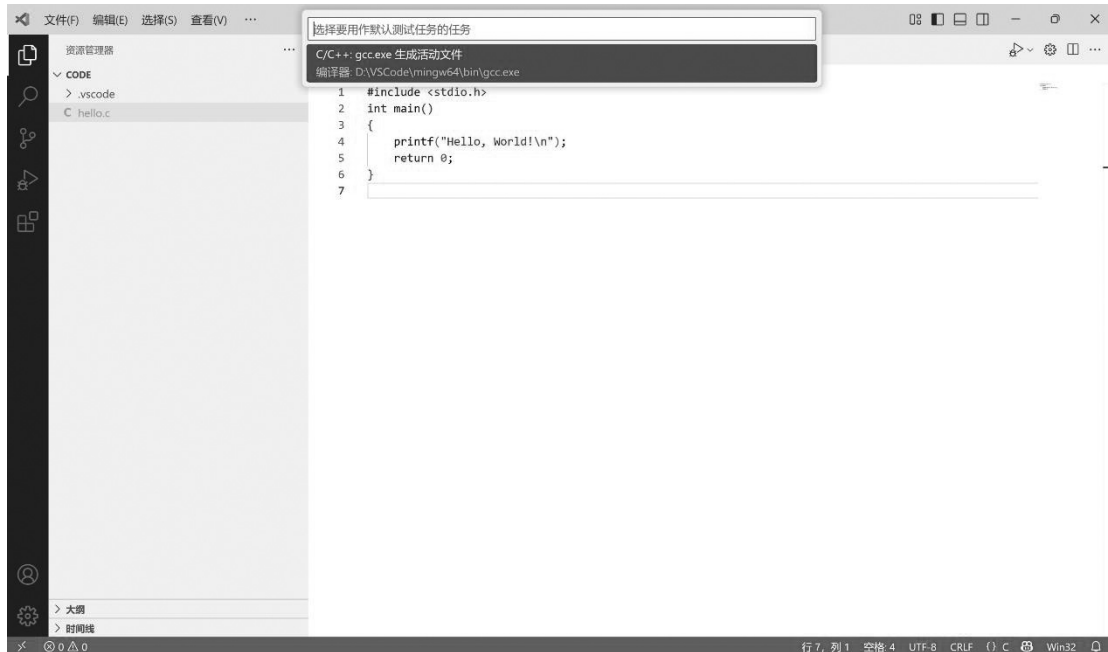 文件(F) 编辑(E) 选择(S) 查看(V) ···
选择要用作默认测试任务的任务
C/C++: gcc.exe 生成活动文件
编译器: D:\VSCode\mingw64\bin\gcc.exe
资源管理器 ···
CODE
> .vscode
C hello.c
1 #include <stdio.h>
2 int main()
3 {
4 printf("Hello, World!\n");
5 return 0;
6 }
7
> 大纲
> 时间线
0 0
行 7, 列 1 空格: 4 UTF-8 CRLF {} C Win32